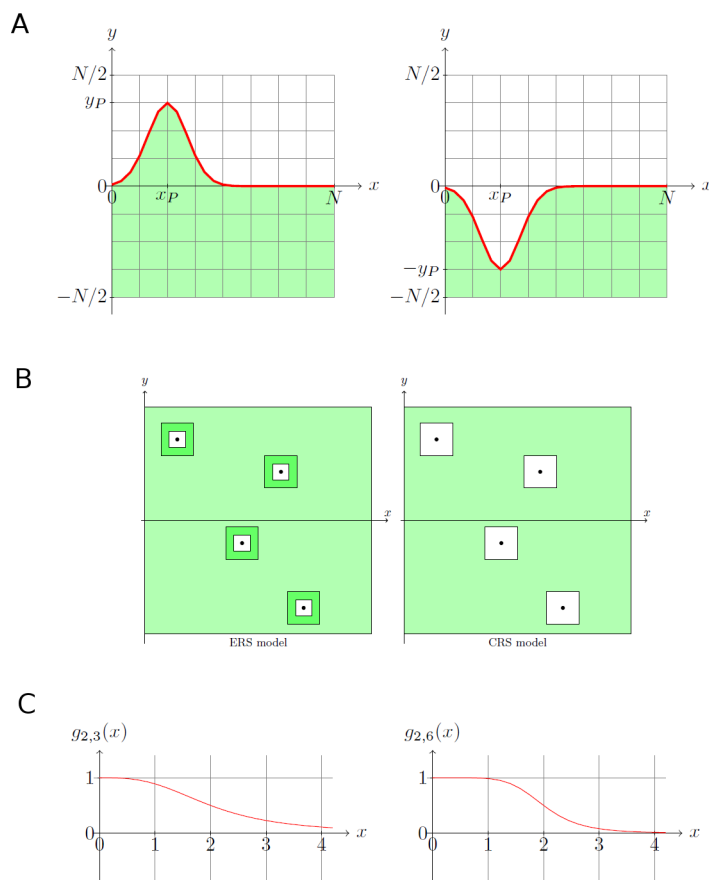 A
y
N/2
y_P
0
0
x_P
N
x
−N/2
y
N/2
0
0
x_P
N
x
−y_P
−N/2
B
y
x
ERS model
y
x
CRS model
C
g_{2,3}(x)
1
0
0 1 2 3 4
x
g_{2,6}(x)
1
0
0 1 2 3 4
x